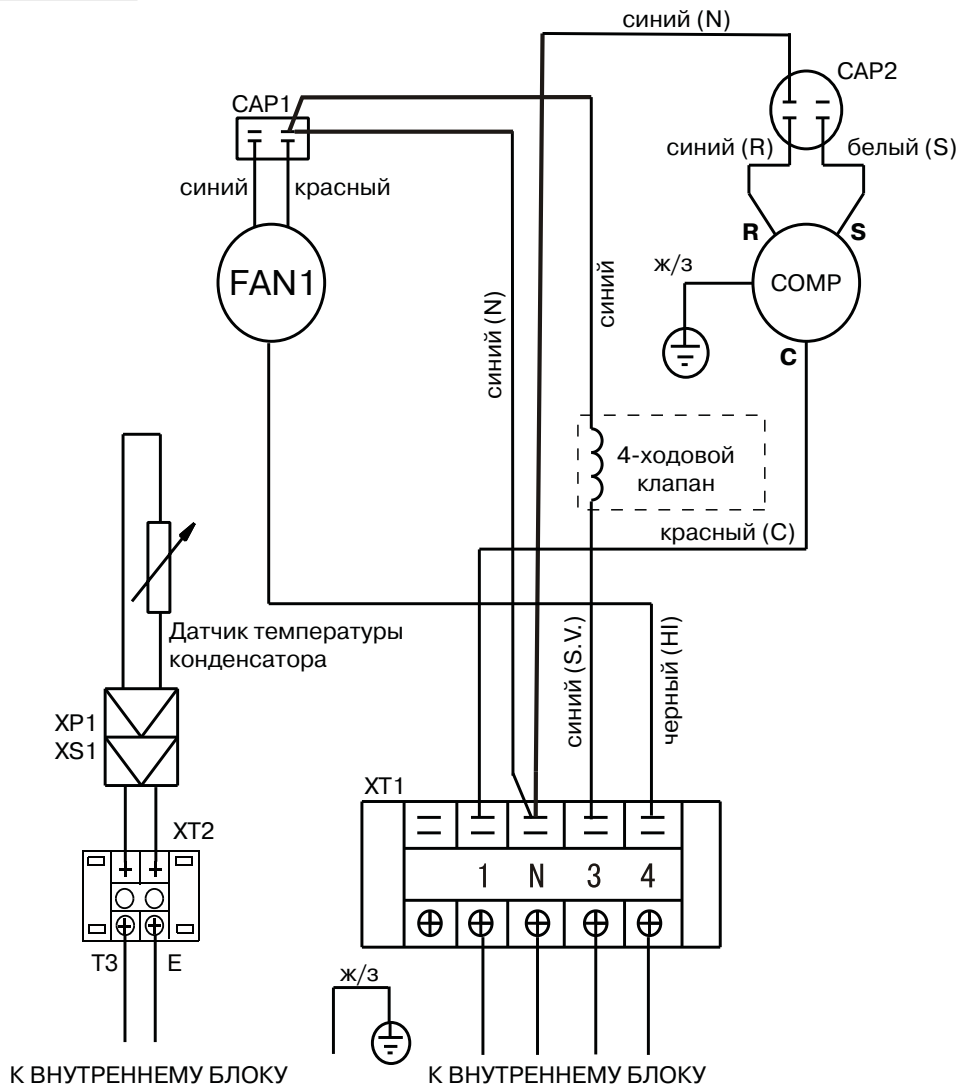 синий (N)
CAP2
CAP1
синий (R)
белый (S)
синий
красный
R
S
FAN1
ж/з
COMP
синий (N)
синий
C
4-ходовой
клапан
красный (C)
Датчик температуры
конденсатора
синий (S.V.)
черный (HI)
XP1
XS1
XT1
XT2
1 N 3 4
T3 E
ж/з
К ВНУТРЕННЕМУ БЛОКУ
К ВНУТРЕННЕМУ БЛОКУ